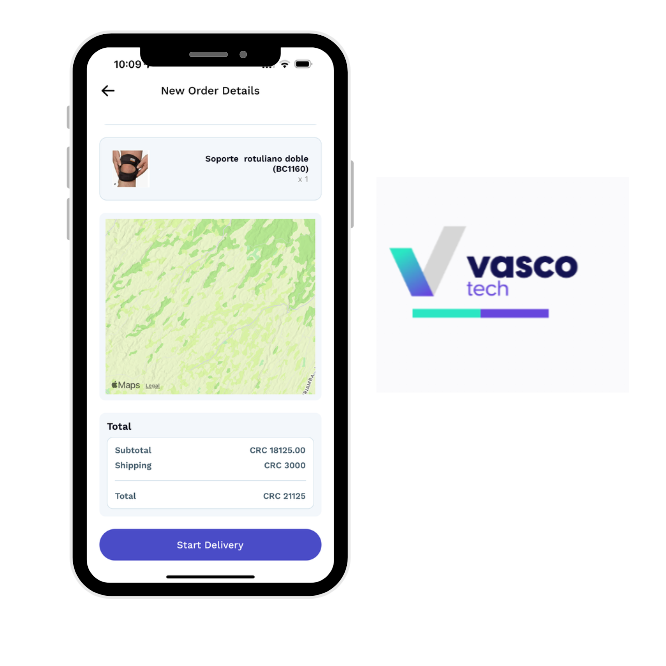 10:09
New Order Details
Soporte rotuliano doble
(BC1160)
x 1
Maps Legal
Total
Subtotal CRC 18125.00
Shipping CRC 3000
Total CRC 21125
Start Delivery
vasco
tech